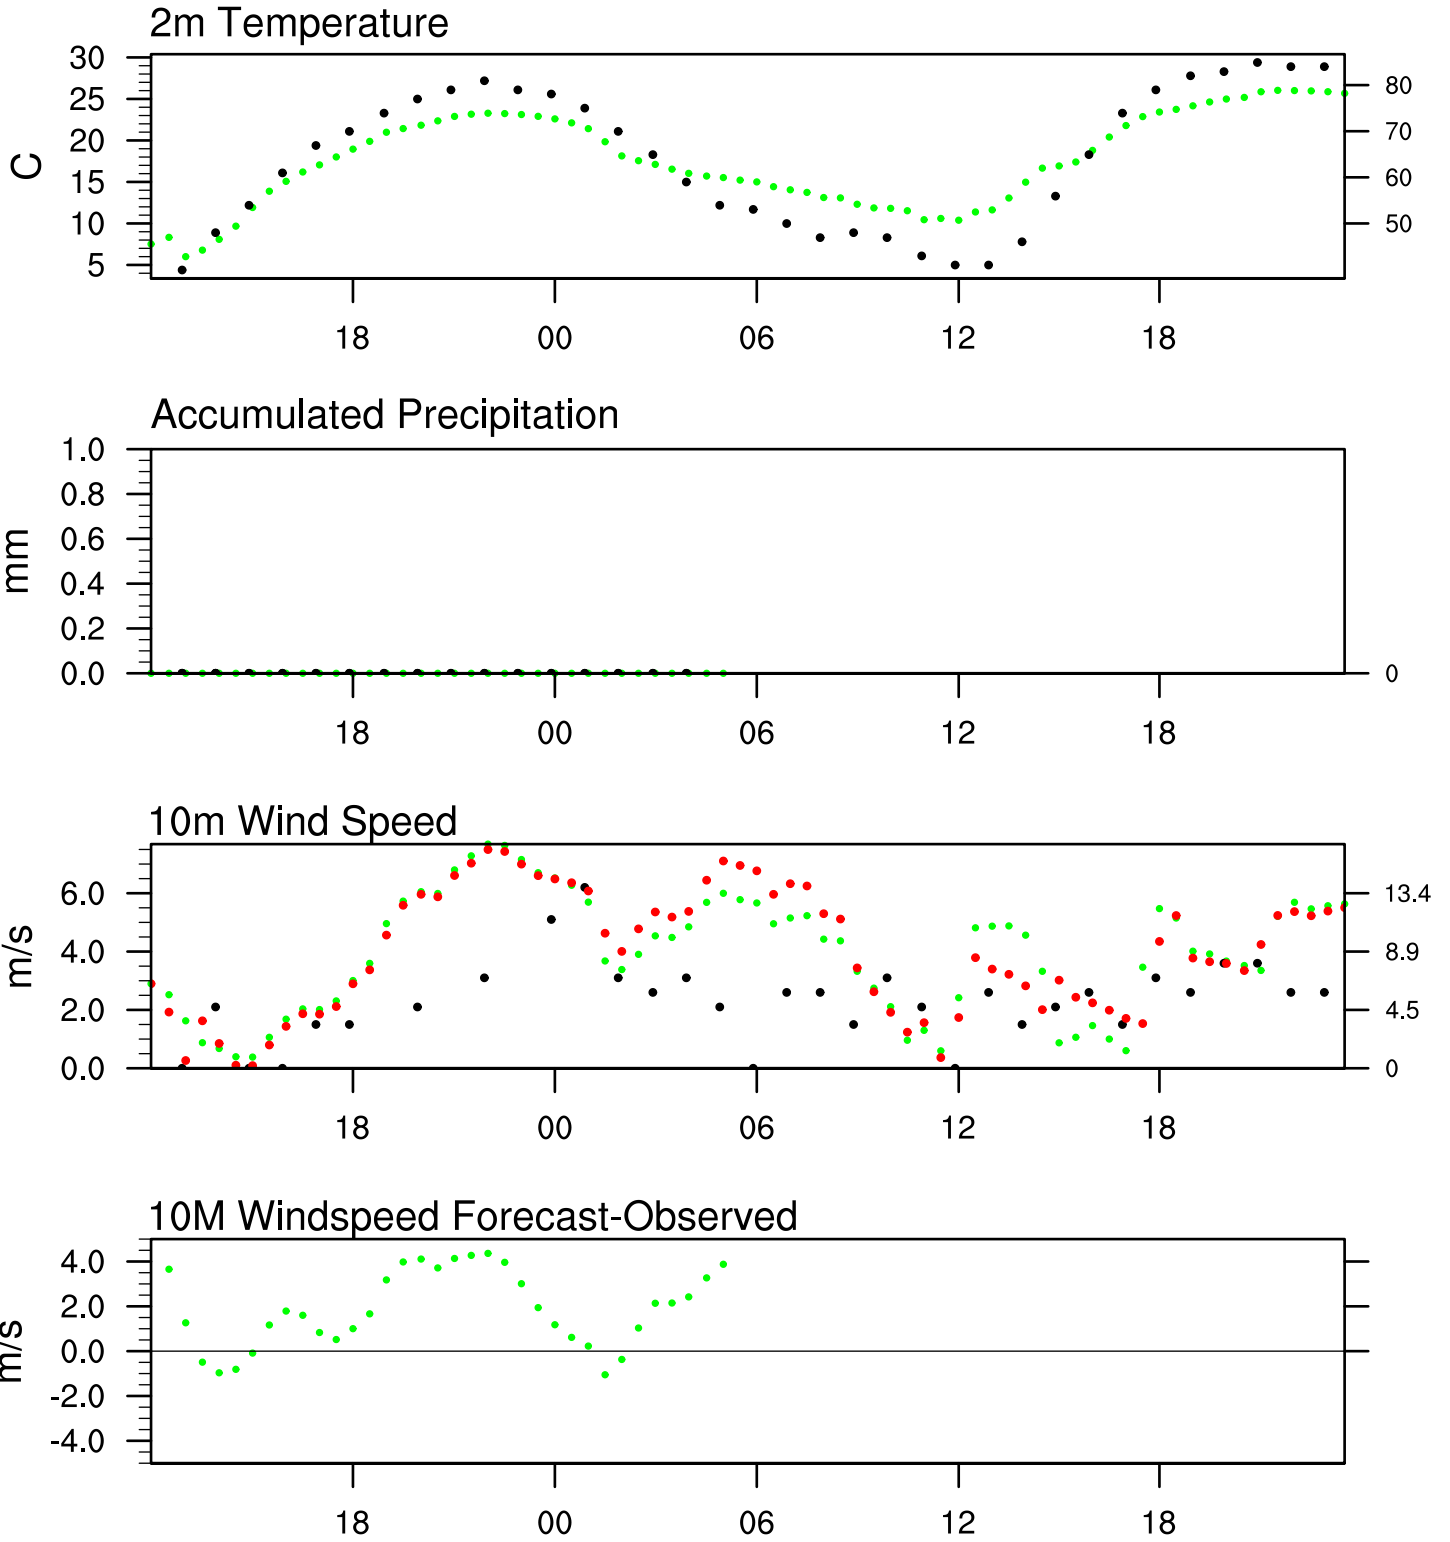 2m Temperature
30
25
20
15
10
5
C
80
70
60
50
18 00 06 12 18
Accumulated Precipitation
1.0
0.8
0.6
0.4
0.2
0.0
mm
0
18 00 06 12 18
10m Wind Speed
6.0
4.0
2.0
0.0
m/s
13.4
8.9
4.5
0
18 00 06 12 18
10M Windspeed Forecast-Observed
4.0
2.0
0.0
-2.0
-4.0
m/s
18 00 06 12 18